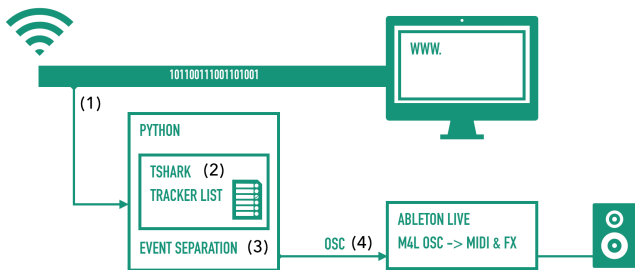 WWW.
101100111001101001
(1)
PYTHON
TSHARK (2)
TRACKER LIST
EVENT SEPARATION (3)
OSC (4)
ABLETON LIVE
M4L OSC -> MIDI & FX